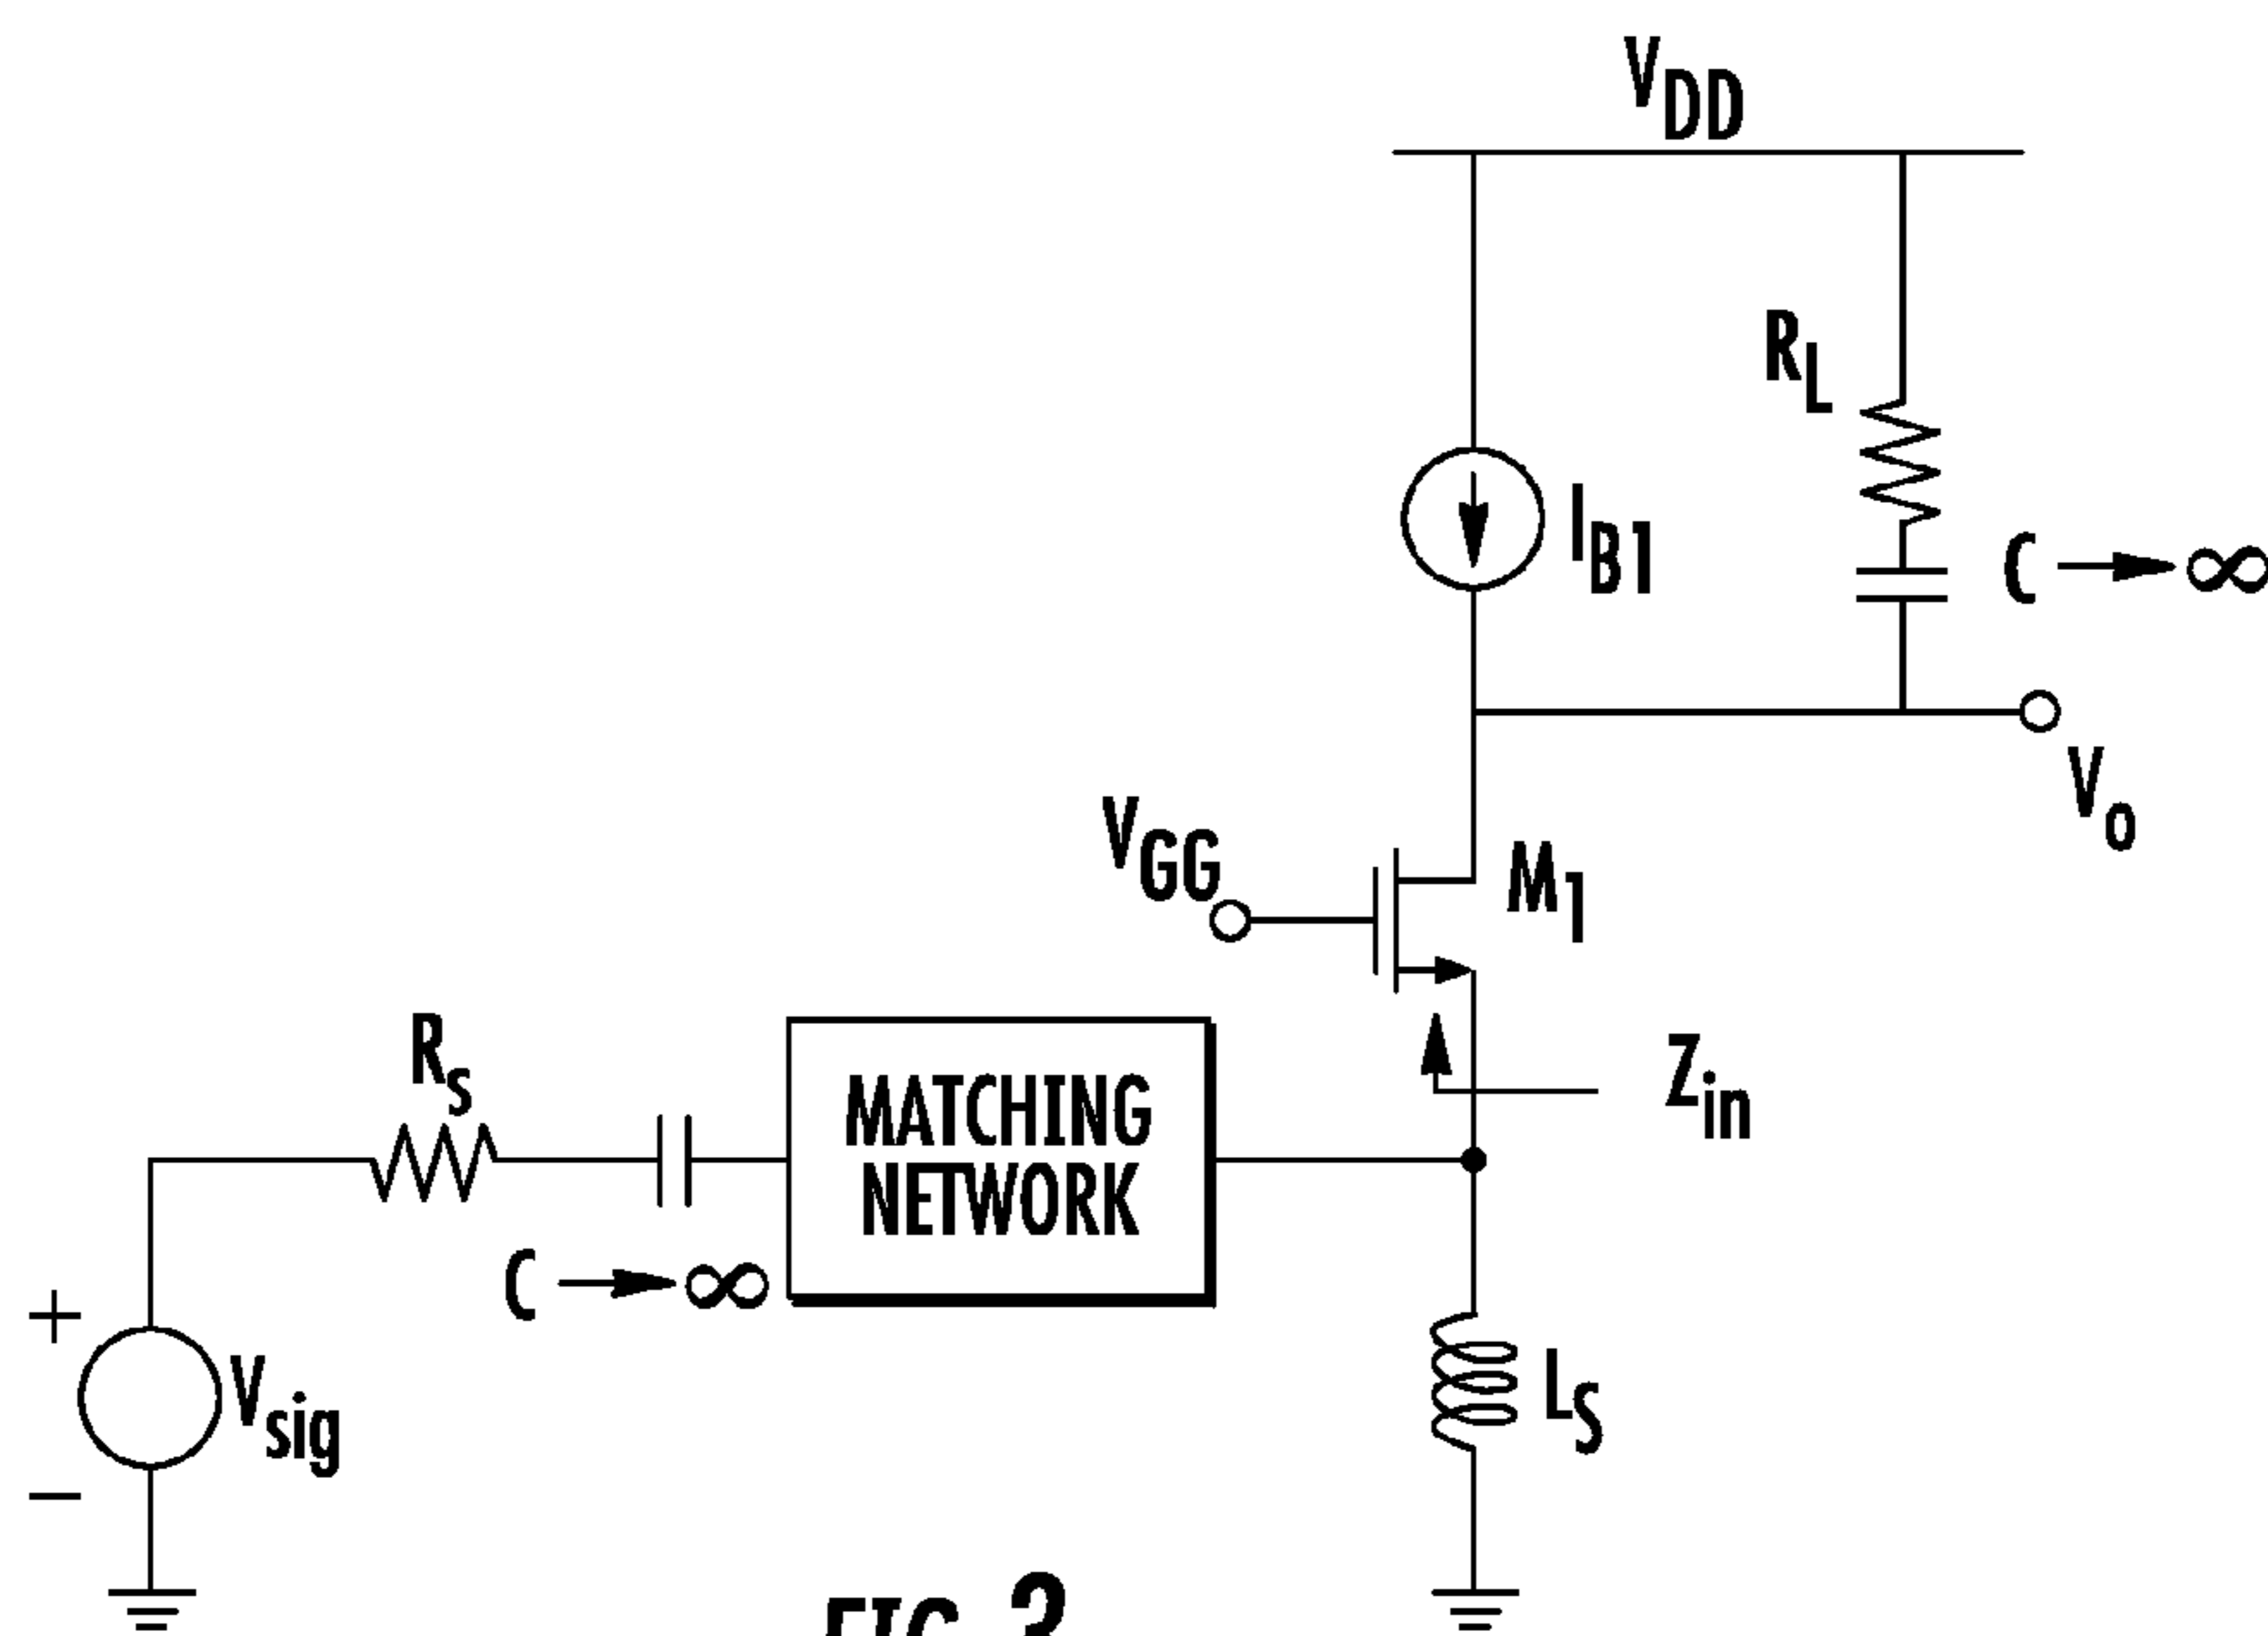 VDD
RL
IB1
C → ∞
Vo
VGG
M1
Rs
MATCHING
NETWORK
Zin
C → ∞
+
Vsig
−
LS